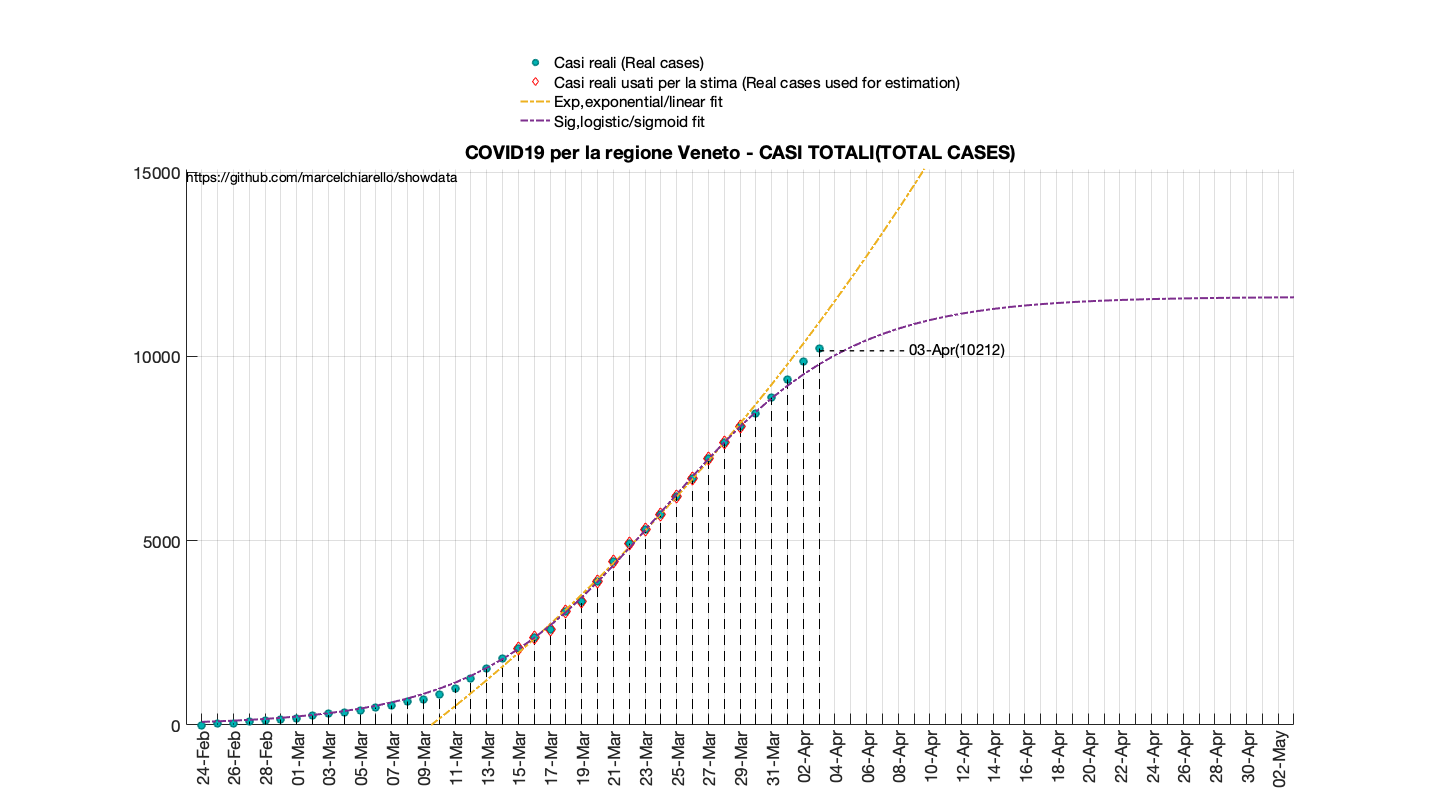 Casi reali (Real cases)
Casi reali usati per la stima (Real cases used for estimation)
Exp,exponential/linear fit
Sig,logistic/sigmoid fit
COVID19 per la regione Veneto - CASI TOTALI(TOTAL CASES)
https://github.com/marcelchiarello/showdata
15000
10000
5000
0
03-Apr(10212)
24-Feb
26-Feb
28-Feb
01-Mar
03-Mar
05-Mar
07-Mar
09-Mar
11-Mar
13-Mar
15-Mar
17-Mar
19-Mar
21-Mar
23-Mar
25-Mar
27-Mar
29-Mar
31-Mar
02-Apr
04-Apr
06-Apr
08-Apr
10-Apr
12-Apr
14-Apr
16-Apr
18-Apr
20-Apr
22-Apr
24-Apr
26-Apr
28-Apr
30-Apr
02-May